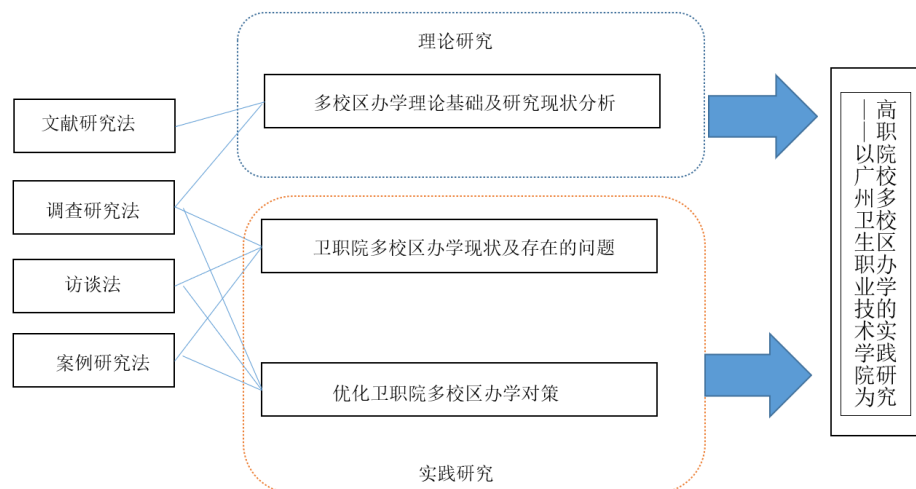 理论研究
多校区办学理论基础及研究现状分析
文献研究法
调查研究法
访谈法
案例研究法
卫职院多校区办学现状及存在的问题
优化卫职院多校区办学对策
实践研究
高职院校多校区办学的实践研究
——以广州卫生职业技术学院为